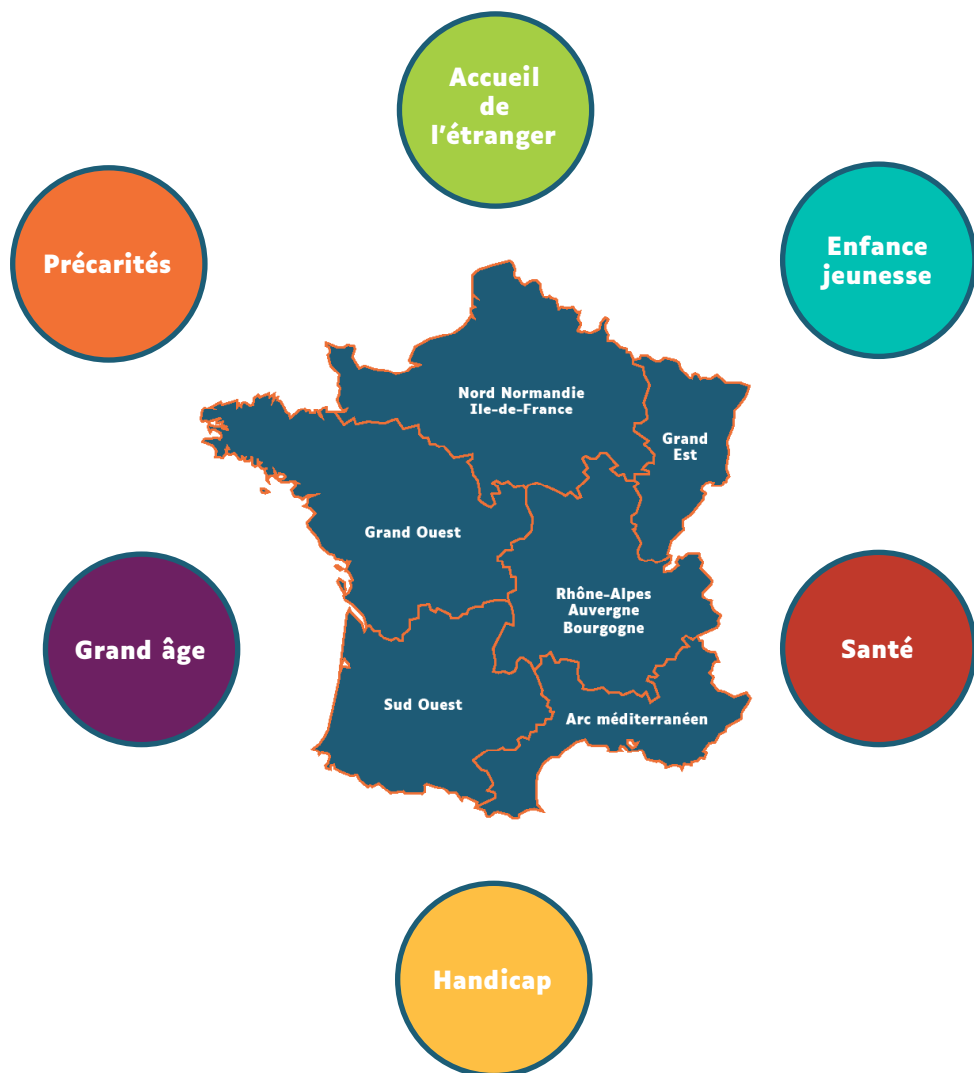 Accueil
de
l'étranger
Précarités
Enfance
jeunesse
Nord Normandie
Ile-de-France
Grand
Est
Grand Ouest
Rhône-Alpes
Auvergne
Bourgogne
Grand âge
Santé
Sud Ouest
Arc méditerranéen
Handicap